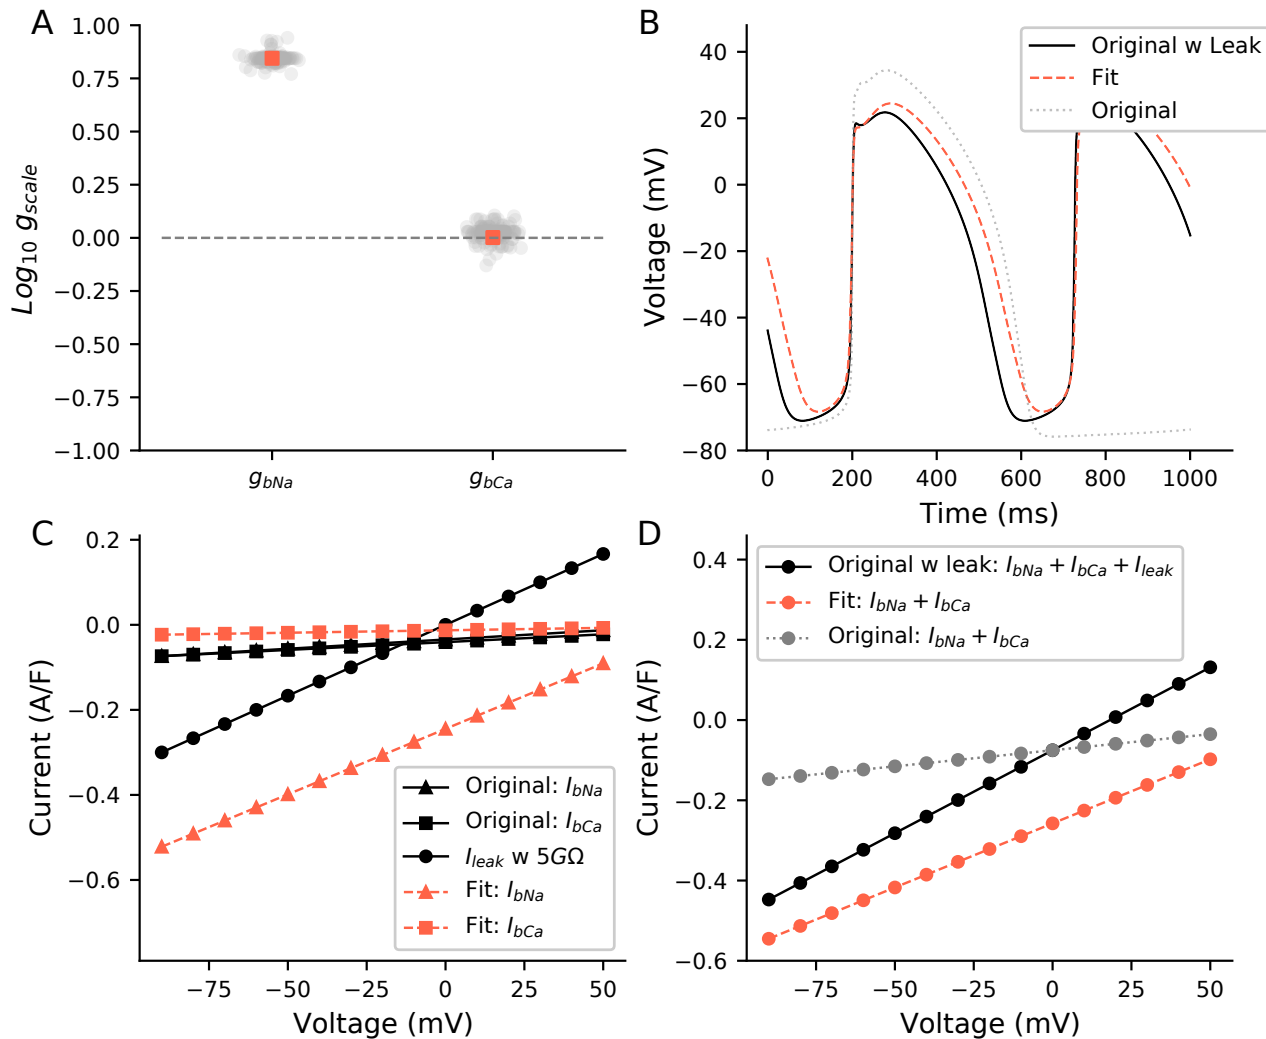 A
1.00
0.75
0.50
0.25
0.00
−0.25
−0.50
−0.75
−1.00
Log10 gscale
gbNa
gbCa
B
40
20
0
−20
−40
−60
−80
Voltage (mV)
0
200
400
600
800
1000
Time (ms)
Original w Leak
Fit
Original
C
0.2
0.0
−0.2
−0.4
−0.6
Current (A/F)
−75
−50
−25
0
25
50
Voltage (mV)
Original: IbNa
Original: IbCa
Ileak w 5GΩ
Fit: IbNa
Fit: IbCa
D
0.4
0.2
0.0
−0.2
−0.4
−0.6
Current (A/F)
−75
−50
−25
0
25
50
Voltage (mV)
Original w leak: IbNa + IbCa + Ileak
Fit: IbNa + IbCa
Original: IbNa + IbCa